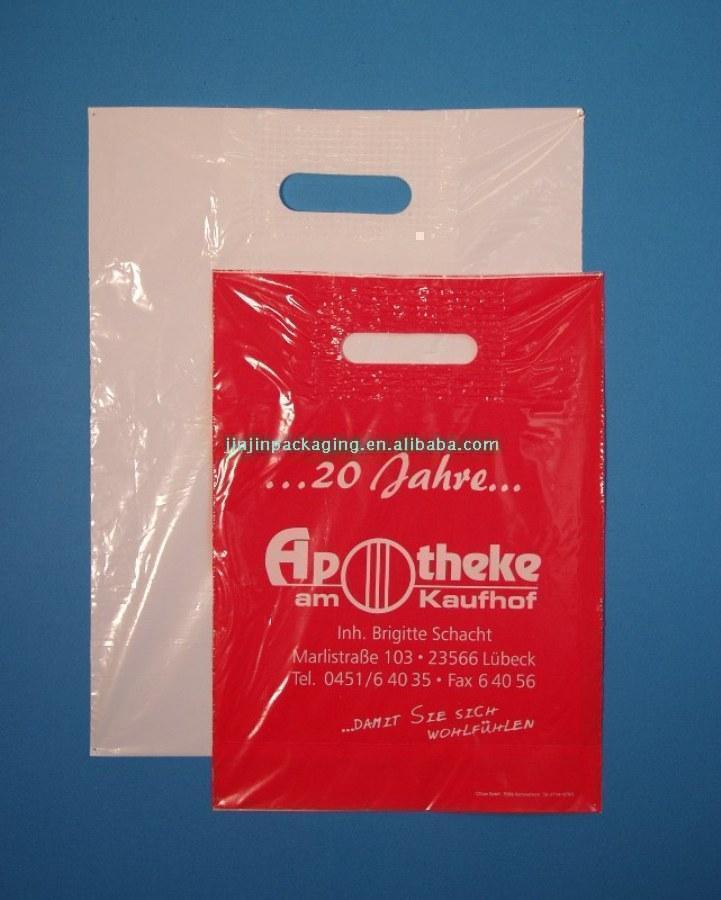 jinjinpackaging.en.alibaba.com
...20 Jahre...
Apotheke
am Kaufhof
Inh. Brigitte Schacht
Marlistraße 103 • 23566 Lübeck
Tel. 0451/6 40 35 • Fax 6 40 56
...DAMIT SIE SICH
WOHLFÜHLEN